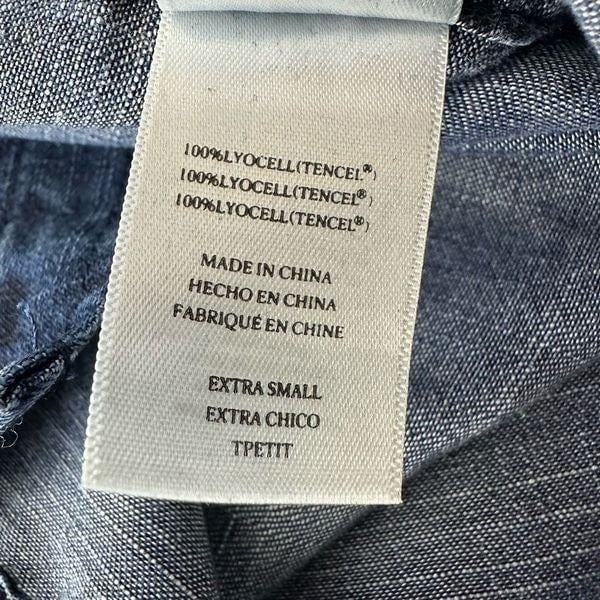 100%LYOCELL(TENCEL®)
100%LYOCELL(TENCEL®)
100%LYOCELL(TENCEL®)
MADE IN CHINA
HECHO EN CHINA
FABRIQUÉ EN CHINE
EXTRA SMALL
EXTRA CHICO
TPETIT